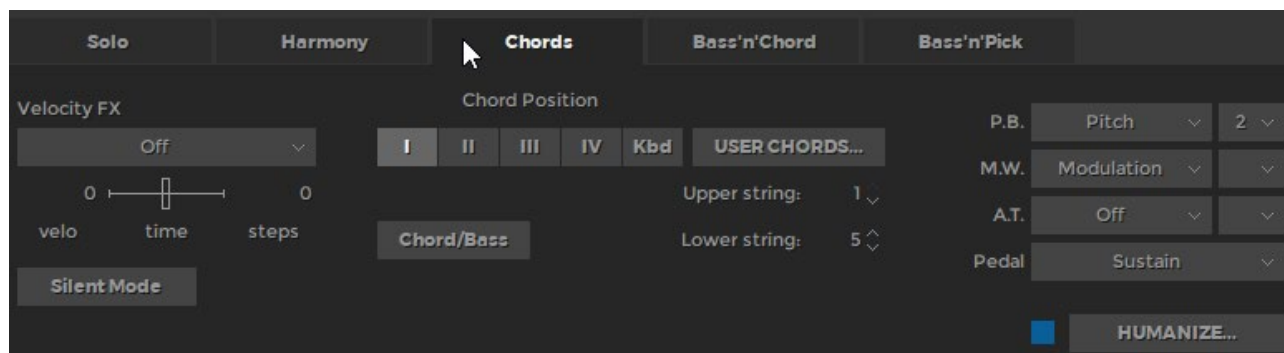 Solo Harmony Chords Bass'n'Chord Bass'n'Pick
Velocity FX
Off
0 0
velo time steps
Silent Mode
Chord Position
I II III IV Kbd USER CHORDS...
Upper string: 1
Chord/Bass Lower string: 5
P.B. Pitch 2
M.W. Modulation
A.T. Off
Pedal Sustain
HUMANIZE...